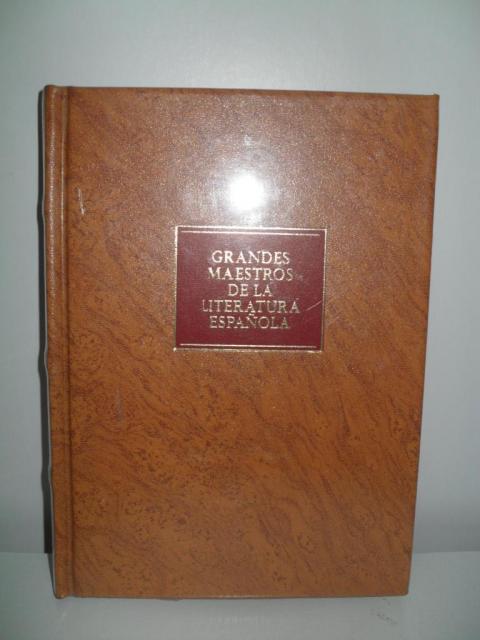 GRANDES
MAESTROS
DE LA
LITERATURA
ESPAÑOLA